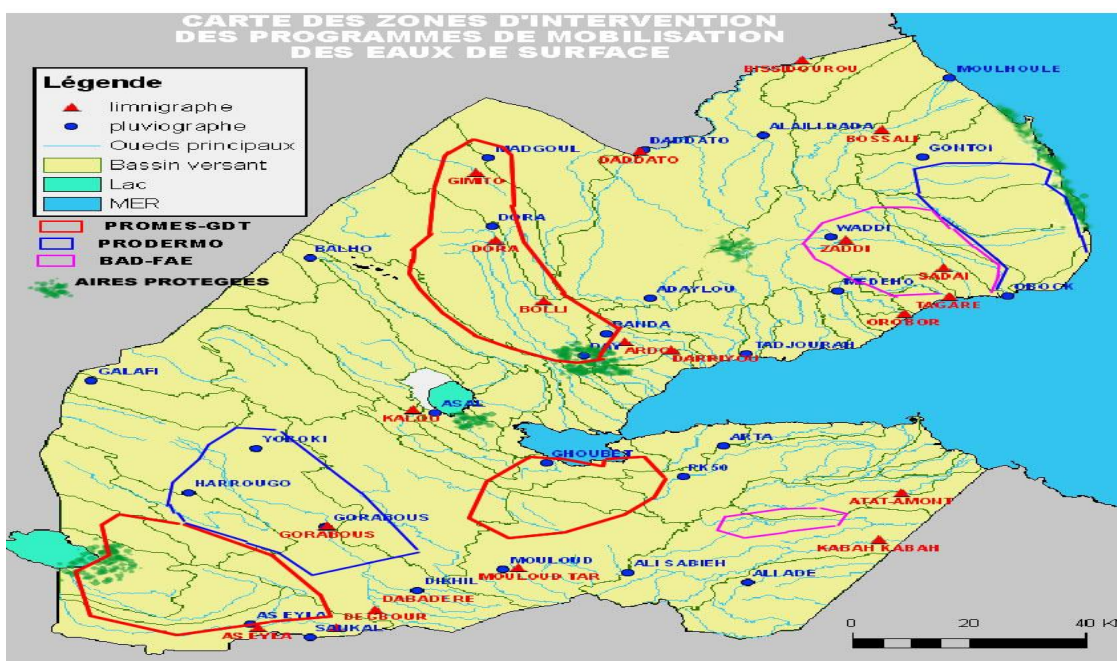 CARTE DES ZONES D'INTERVENTION
DES PROGRAMMES DE MOBILISATION
DES EAUX DE SURFACE
Légende
limnigraphe
pluviographe
Oueds principaux
Bassin versant
Lac
MER
PROMES-GDT
PRODERMO
BAD-FAE
AIRES PROTEGEES
BISSIDOUROU
MOULHOULE
ALAILI DADA
BOSSALI
DADDATO
DADDATO
MADGOUL
GONTOI
GIMITO
DORA
DORA
WADDI
ZADDI
BALHO
SADAI
MEDEHO
OBOCK
ADAYLOU
TAGARE
BOLLI
OROBOR
RANDA
DAY
ARDO
TADJOURAH
GALAFI
ASAL
KALOU
YOBOKI
ARTA
GHOUBET
PK50
HARROUGO
ATAT-AMONT
GORABOUS
GORABOUS
KABAH KABAH
MOULOUD
MOULOUD TAR
ALI SABIEH
ALI ADE
DIKHIL
DABADERE
DEGBOUR
AS EYLA
AS EYLA
SAUKAL
0 20 40